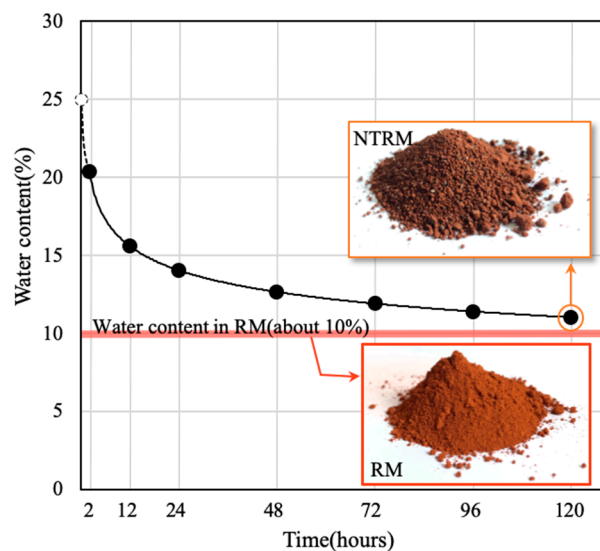 30
25
20
15
10
5
0
Water content(%)
NTRM
Water content in RM(about 10%)
RM
2 12 24 48 72 96 120
Time(hours)